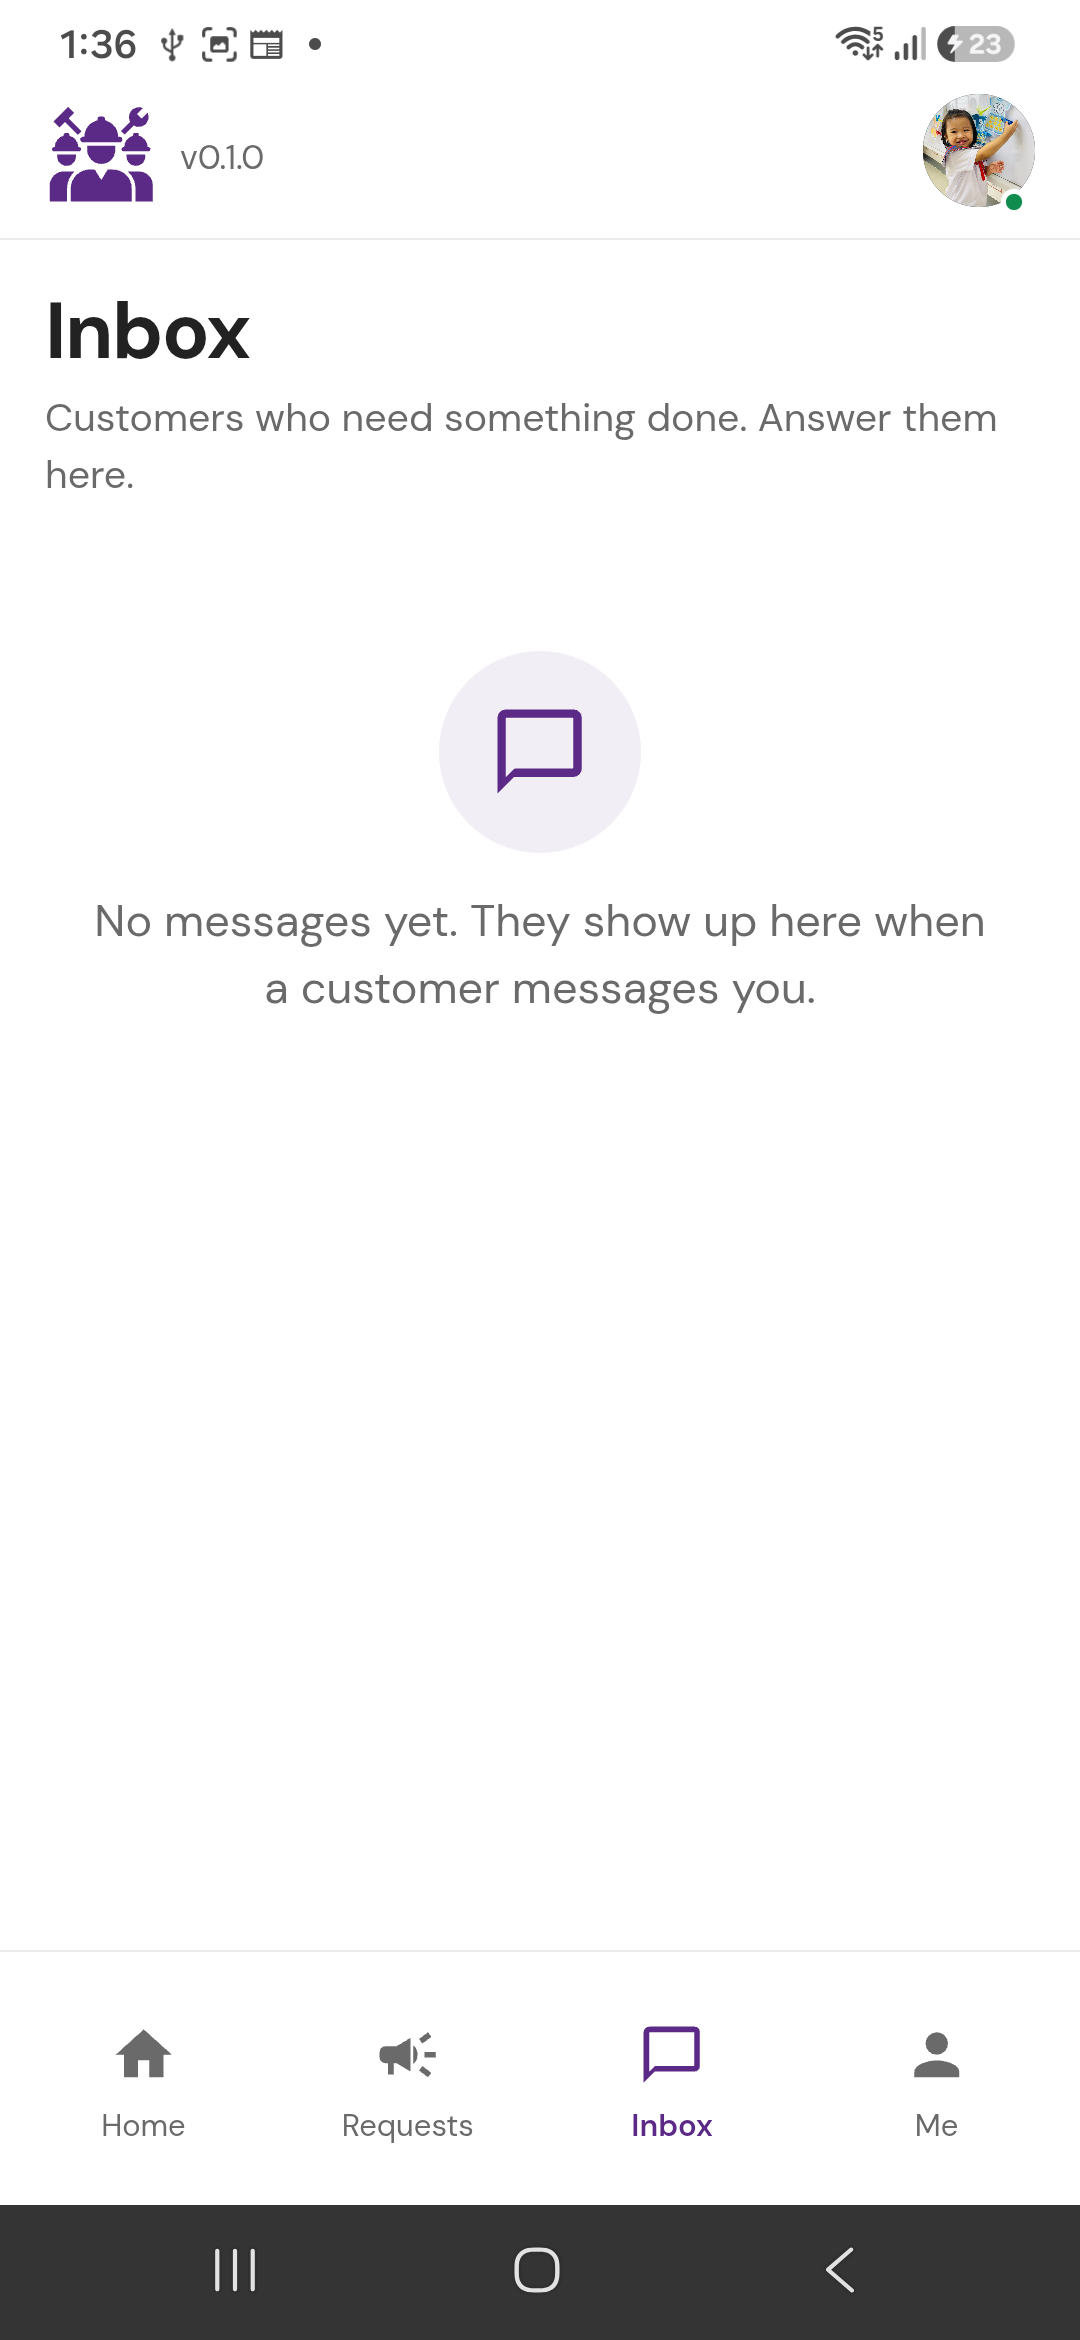 1:36
5
23
v0.1.0
Inbox
Customers who need something done. Answer them
here.
No messages yet. They show up here when
a customer messages you.
Home
Requests
Inbox
Me